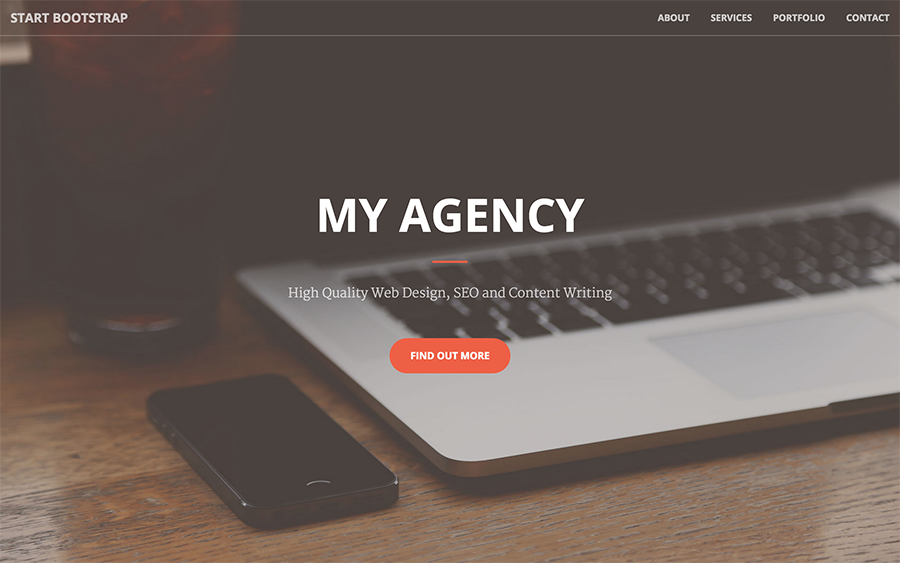 START BOOTSTRAP
ABOUT
SERVICES
PORTFOLIO
CONTACT
MY AGENCY
High Quality Web Design, SEO and Content Writing
FIND OUT MORE